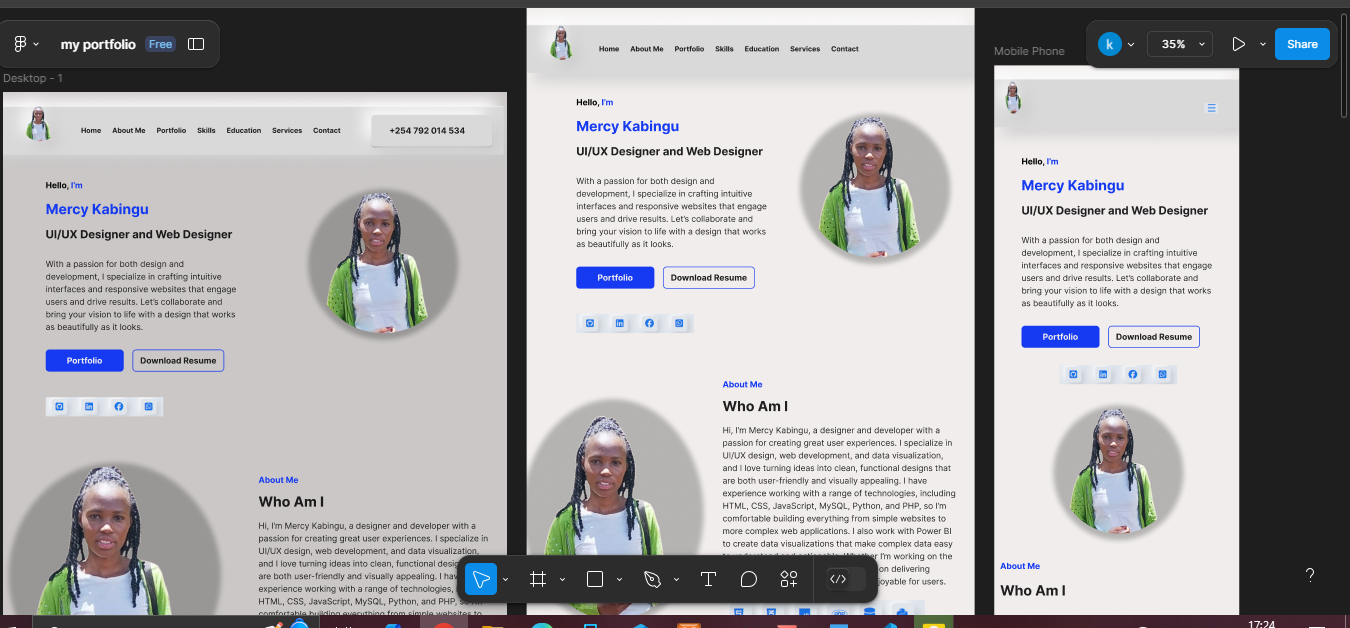 my portfolio
Free
k
35%
Share
Desktop - 1
Home About Me Portfolio Skills Education Services Contact
+254 792 014 534
Hello, I'm
Mercy Kabingu
UI/UX Designer and Web Designer
With a passion for both design and
development, I specialize in crafting intuitive
interfaces and responsive websites that engage
users and drive results. Let's collaborate and
bring your vision to life with a design that works
as beautifully as it looks.
Portfolio
Download Resume
About Me
Who Am I
Hi, I'm Mercy Kabingu, a designer and developer with a
passion for creating great user experiences. I specialize in
UI/UX design, web development, and data visualization,
and I love turning ideas into clean, functional
are both user-friendly and visually appealing. I
experience working with a range of technologies,
HTML, CSS, JavaScript, MySQL, Python, and PHP,
comfortable building everything from simple websites to
Home About Me Portfolio Skills Education Services Contact
Hello, I'm
Mercy Kabingu
UI/UX Designer and Web Designer
With a passion for both design and
development, I specialize in crafting intuitive
interfaces and responsive websites that engage
users and drive results. Let's collaborate and
bring your vision to life with a design that works
as beautifully as it looks.
Portfolio
Download Resume
About Me
Who Am I
Hi, I'm Mercy Kabingu, a designer and developer with a
passion for creating great user experiences. I specialize in
UI/UX design, web development, and data visualization,
and I love turning ideas into clean, functional designs that
are both user-friendly and visually appealing. I have
experience working with a range of technologies, including
HTML, CSS, JavaScript, MySQL, Python, and PHP, so I'm
comfortable building everything from simple websites to
more complex web applications. I also work with Power BI
to create data visualizations that make complex data easy
I'm working on the
on delivering
for users.
Mobile Phone
Hello, I'm
Mercy Kabingu
UI/UX Designer and Web Designer
With a passion for both design and
development, I specialize in crafting intuitive
interfaces and responsive websites that engage
users and drive results. Let's collaborate and
bring your vision to life with a design that works
as beautifully as it looks.
Portfolio
Download Resume
About Me
Who Am I
?
17:24